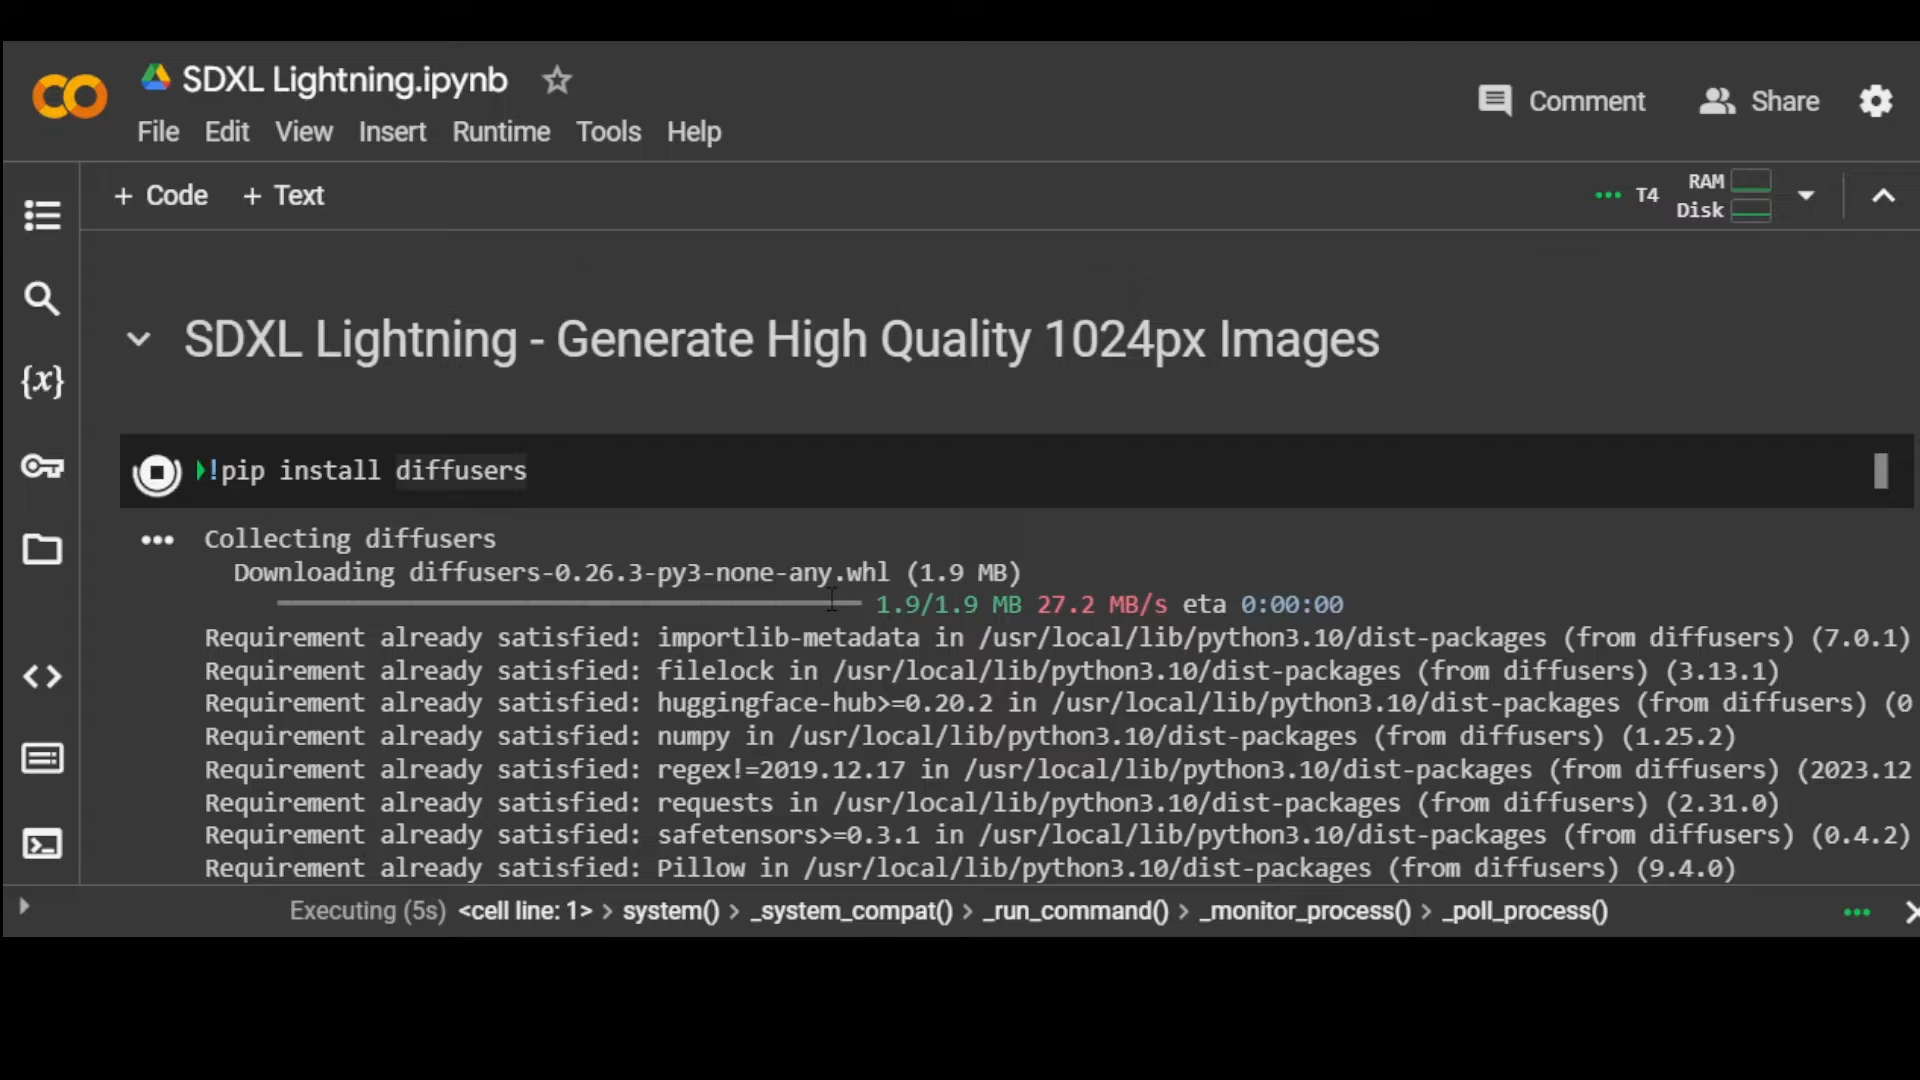 SDXL Lightning.ipynb
Comment
Share
File Edit View Insert Runtime Tools Help
+ Code + Text
T4
RAM
Disk
{x}
SDXL Lightning - Generate High Quality 1024px Images
!pip install diffusers
Collecting diffusers
Downloading diffusers-0.26.3-py3-none-any.whl (1.9 MB)
1.9/1.9 MB 27.2 MB/s eta 0:00:00
Requirement already satisfied: importlib-metadata in /usr/local/lib/python3.10/dist-packages (from diffusers) (7.0.1)
Requirement already satisfied: filelock in /usr/local/lib/python3.10/dist-packages (from diffusers) (3.13.1)
Requirement already satisfied: huggingface-hub>=0.20.2 in /usr/local/lib/python3.10/dist-packages (from diffusers) (0
Requirement already satisfied: numpy in /usr/local/lib/python3.10/dist-packages (from diffusers) (1.25.2)
Requirement already satisfied: regex!=2019.12.17 in /usr/local/lib/python3.10/dist-packages (from diffusers) (2023.12
Requirement already satisfied: requests in /usr/local/lib/python3.10/dist-packages (from diffusers) (2.31.0)
Requirement already satisfied: safetensors>=0.3.1 in /usr/local/lib/python3.10/dist-packages (from diffusers) (0.4.2)
Requirement already satisfied: Pillow in /usr/local/lib/python3.10/dist-packages (from diffusers) (9.4.0)
Executing (5s) <cell line: 1> > system() > _system_compat() > _run_command() > _monitor_process() > _poll_process()